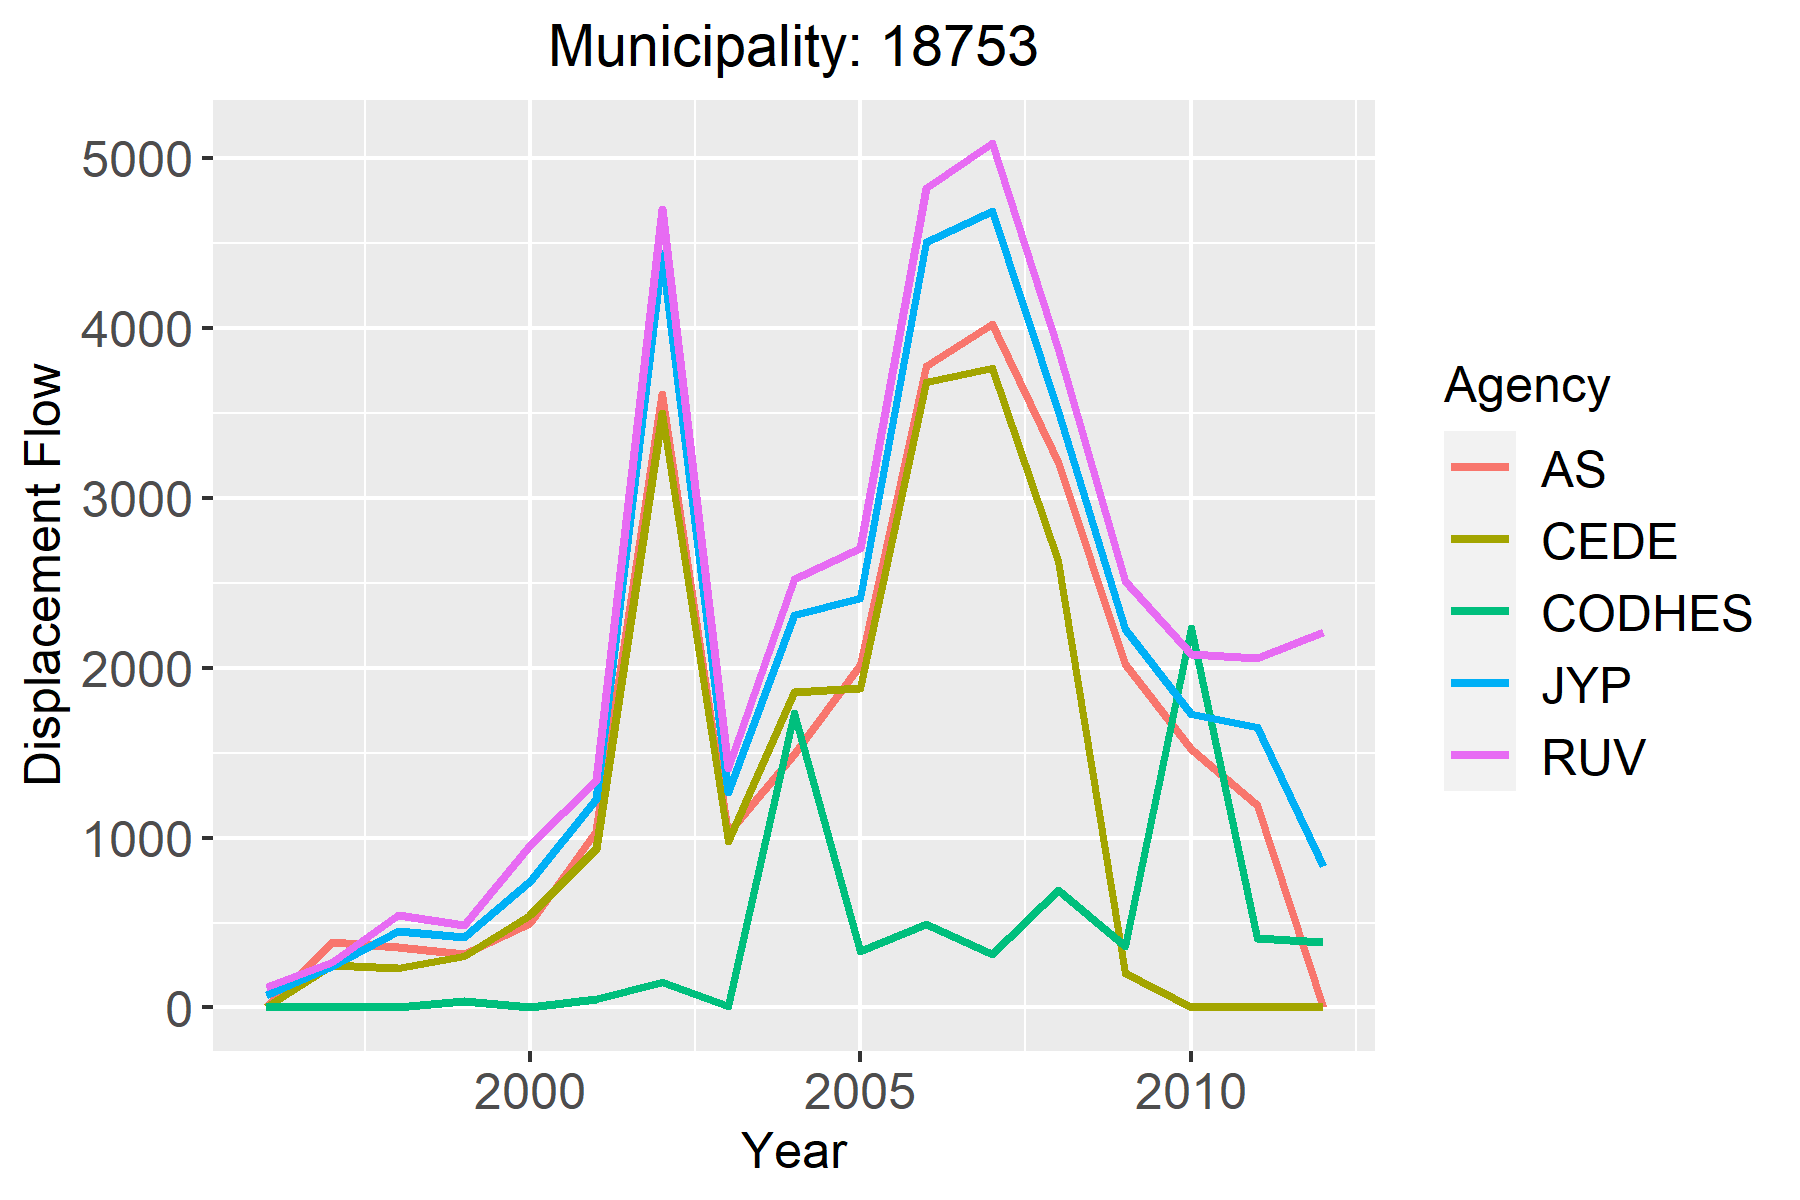 Municipality: 18753
Displacement Flow
5000
4000
3000
2000
1000
0
2000 2005 2010
Year
Agency
AS
CEDE
CODHES
JYP
RUV